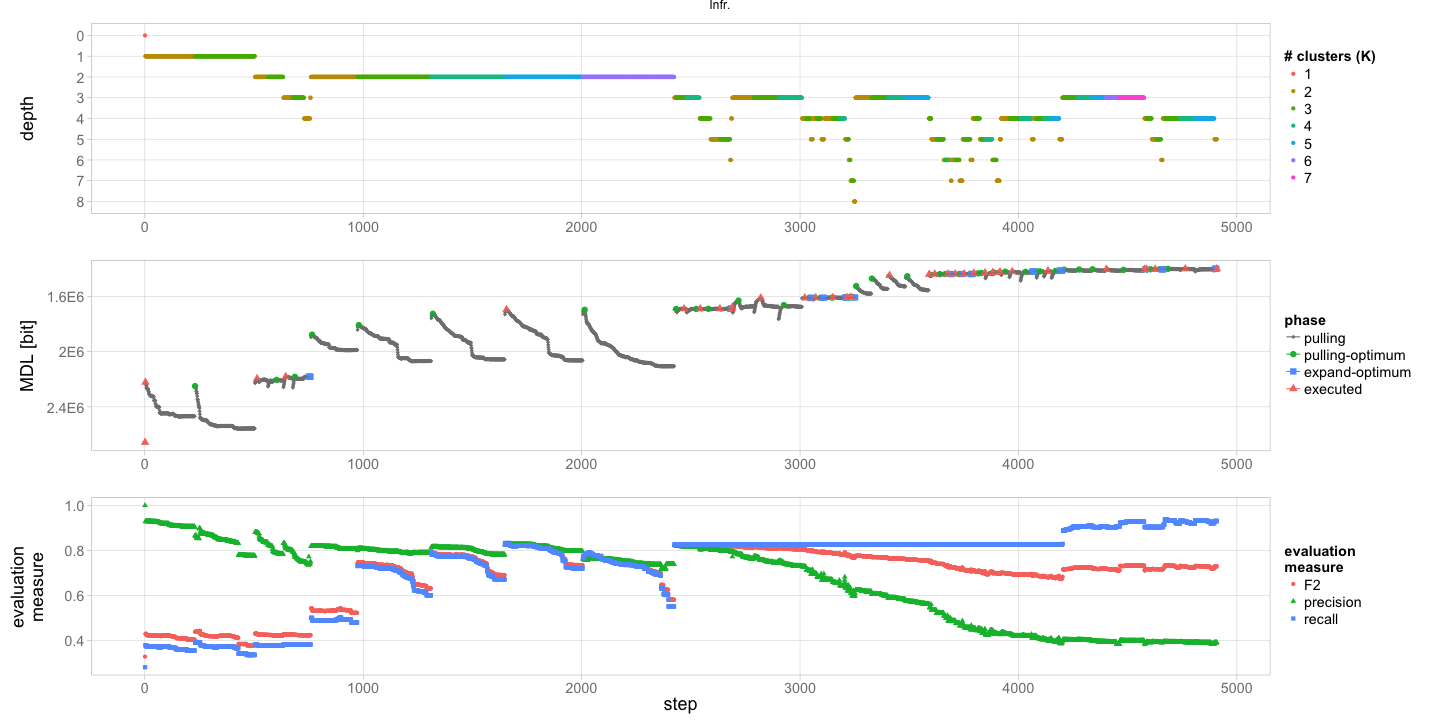 Infr.
depth
0
1
2
3
4
5
6
7
8
0 1000 2000 3000 4000 5000
# clusters (K)
1
2
3
4
5
6
7
MDL [bit]
1.6E6
2E6
2.4E6
0 1000 2000 3000 4000 5000
phase
pulling
pulling-optimum
expand-optimum
executed
evaluation
measure
1.0
0.8
0.6
0.4
0 1000 2000 3000 4000 5000
step
evaluation
measure
F2
precision
recall